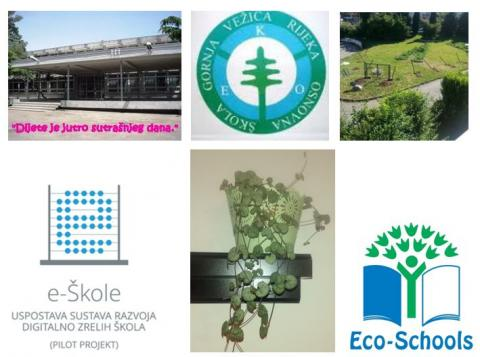 "Dijete je jutro sutrašnjeg dana."
OSNOVNA ŠKOLA GORNJA VEŽICA RIJEKA
E K O
e-Škole
USPOSTAVA SUSTAVA RAZVOJA
DIGITALNO ZRELIH ŠKOLA
(PILOT PROJEKT)
Eco-Schools